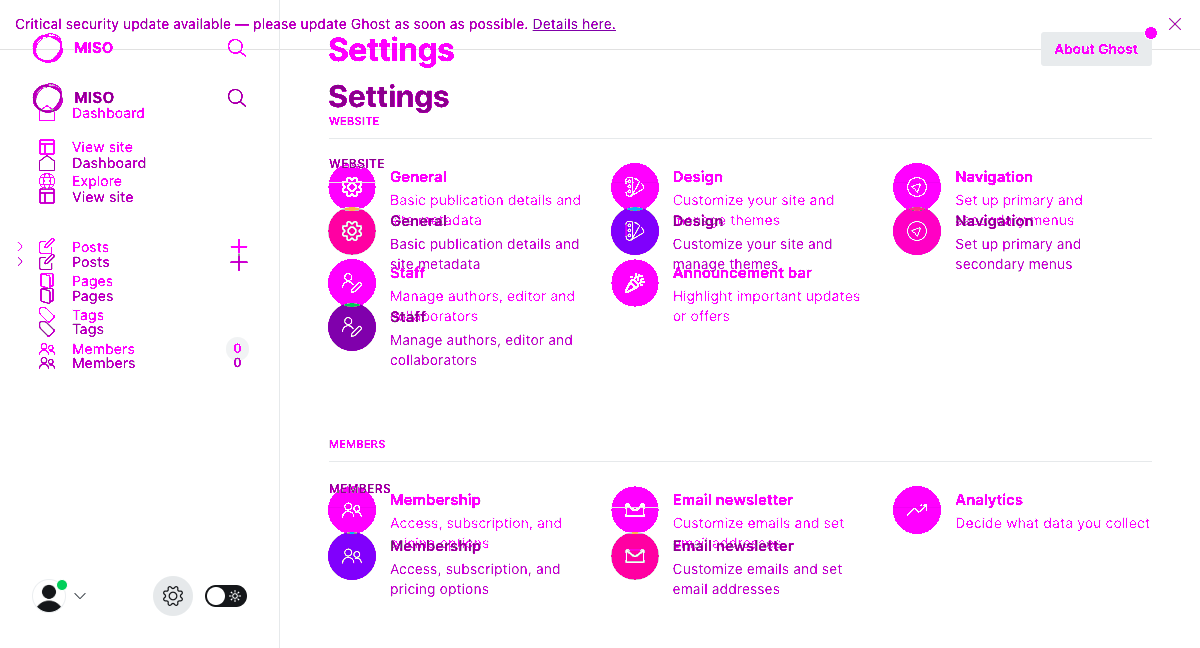 Critical security update available — please update Ghost as soon as possible. Details here.
MISO
Settings
About Ghost
MISO
Settings
Dashboard
WEBSITE
View site
Dashboard
WEBSITE
Explore
View site
General
Basic publication details and
site metadata
Design
Customize your site and
manage themes
Navigation
Set up primary and
secondary menus
General
Basic publication details and
site metadata
Design
Customize your site and
manage themes
Navigation
Set up primary and
secondary menus
Posts
Posts
Pages
Pages
Tags
Tags
Members 0
Members 0
Staff
Manage authors, editor and
collaborators
Announcement bar
Highlight important updates
or offers
Staff
Manage authors, editor and
collaborators
MEMBERS
MEMBERS
Membership
Access, subscription, and
pricing options
Email newsletter
Customize emails and set
email addresses
Analytics
Decide what data you collect
Membership
Access, subscription, and
pricing options
Email newsletter
Customize emails and set
email addresses